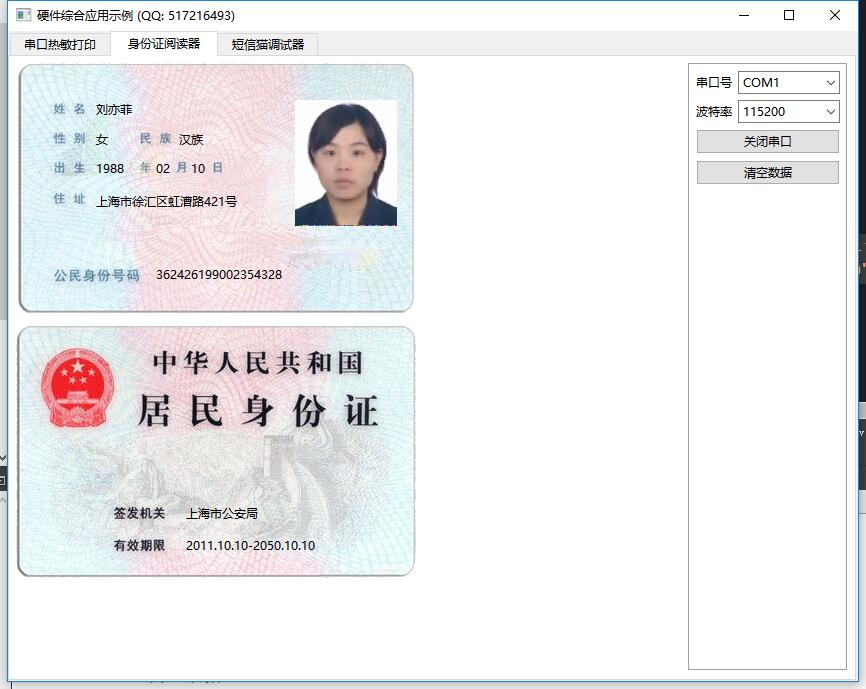 硬件综合应用示例 (QQ: 517216493)
串口热敏打印 身份证阅读器 短信猫调试器
姓 名 刘亦菲
性 别 女 民 族 汉族
出 生 1988 年 02 月 10 日
住 址 上海市徐汇区虹漕路421号
公民身份号码 362426199002354328
中华人民共和国
居民身份证
签发机关 上海市公安局
有效期限 2011.10.10-2050.10.10
串口号 COM1
波特率 115200
关闭串口
清空数据